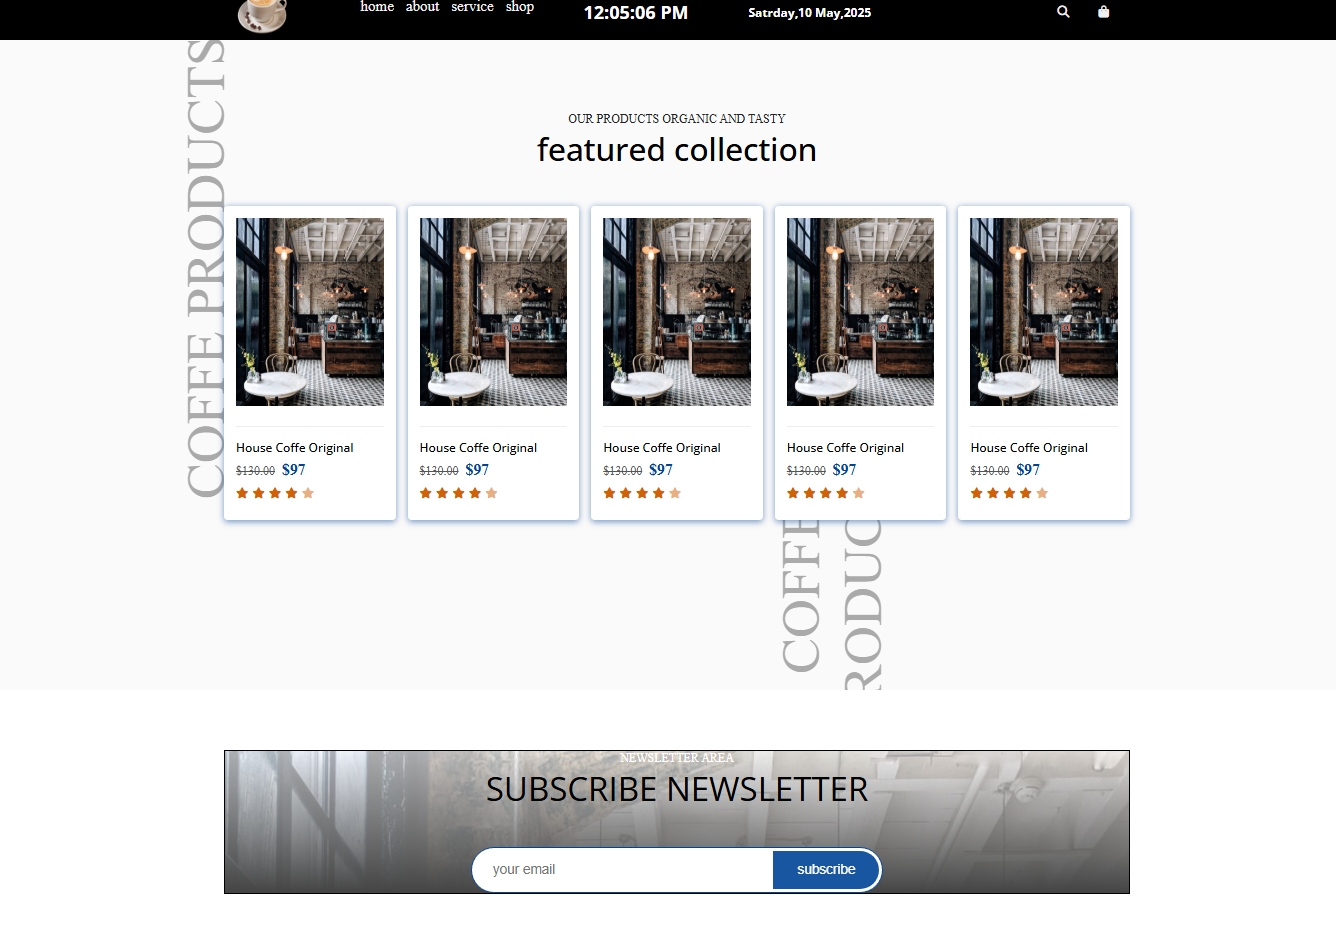 home about service shop
12:05:06 PM
Satrday,10 May,2025
COFFE PRODUCTS
OUR PRODUCTS ORGANIC AND TASTY
featured collection
House Coffe Original
$130.00 $97
House Coffe Original
$130.00 $97
House Coffe Original
$130.00 $97
House Coffe Original
$130.00 $97
House Coffe Original
$130.00 $97
COFFE
RODUC
NEWSLETTER AREA
SUBSCRIBE NEWSLETTER
your email
subscribe